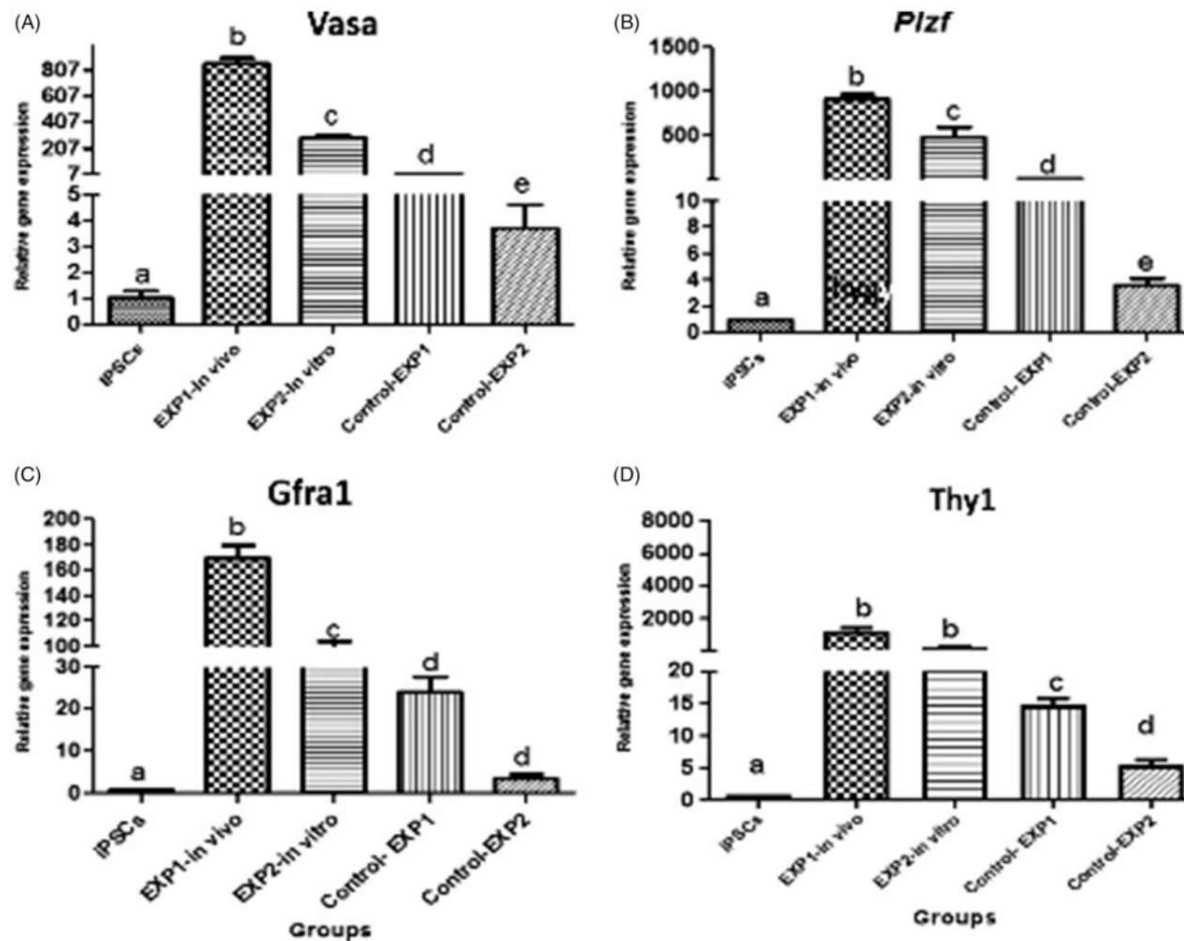 (A)
Vasa
Relative gene expression
807
607
407
207
7
5
4
3
2
1
0
a
b
c
d
e
iPSCs
EXP1-in vivo
EXP2-in vitro
Control-EXP1
Control-EXP2
(B)
Plzf
Relative gene expression
1500
1000
500
10
8
6
4
2
0
a
b
c
d
e
iPSCs
EXP1-in vivo
EXP2-in vitro
Control- EXP1
Control-EXP2
(C)
Gfra1
Relative gene expression
200
180
160
140
120
100
30
20
10
0
a
b
c
d
d
iPSCs
EXP1-in vivo
EXP2-in vitro
Control- EXP1
Control-EXP2
Groups
(D)
Thy1
Relative gene expression
8000
6000
4000
2000
20
15
10
5
0
a
b
b
c
d
iPSCs
EXP1-in vivo
EXP2-in vitro
Control- EXP1
Control-EXP2
Groups